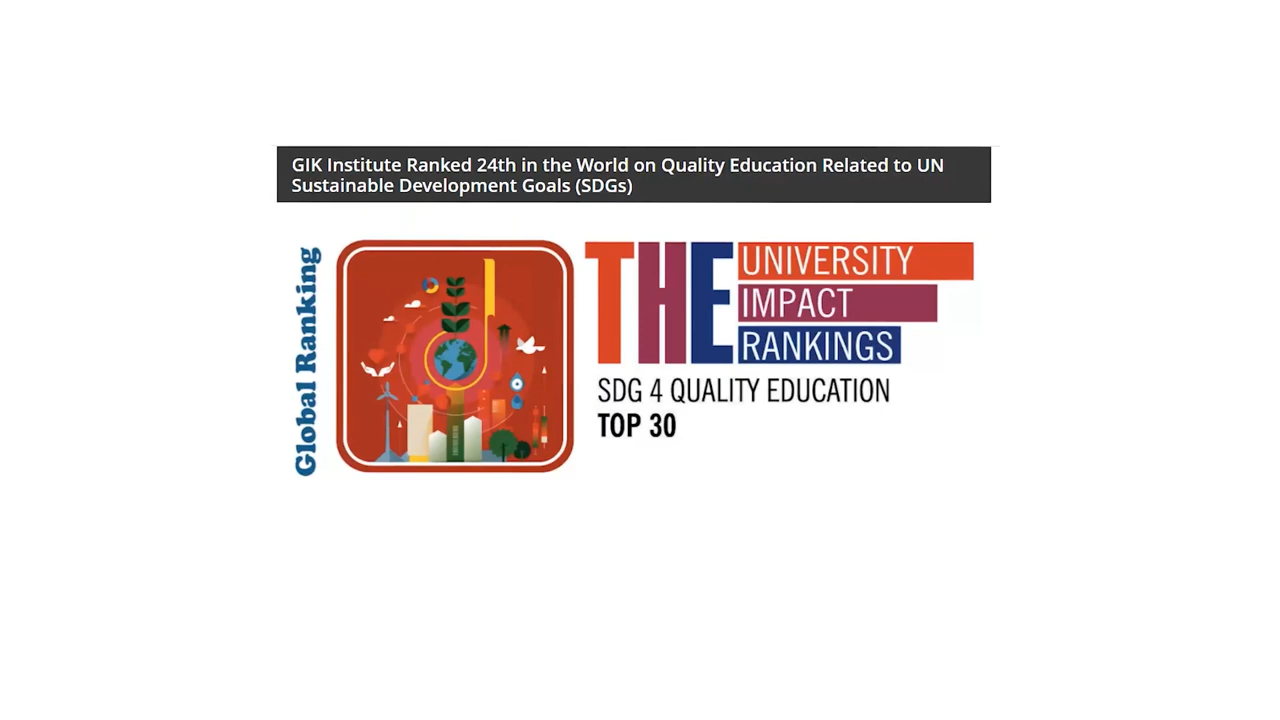 GIK Institute Ranked 24th in the World on Quality Education Related to UN
Sustainable Development Goals (SDGs)
Global Ranking
THE UNIVERSITY
IMPACT
RANKINGS
SDG 4 QUALITY EDUCATION
TOP 30